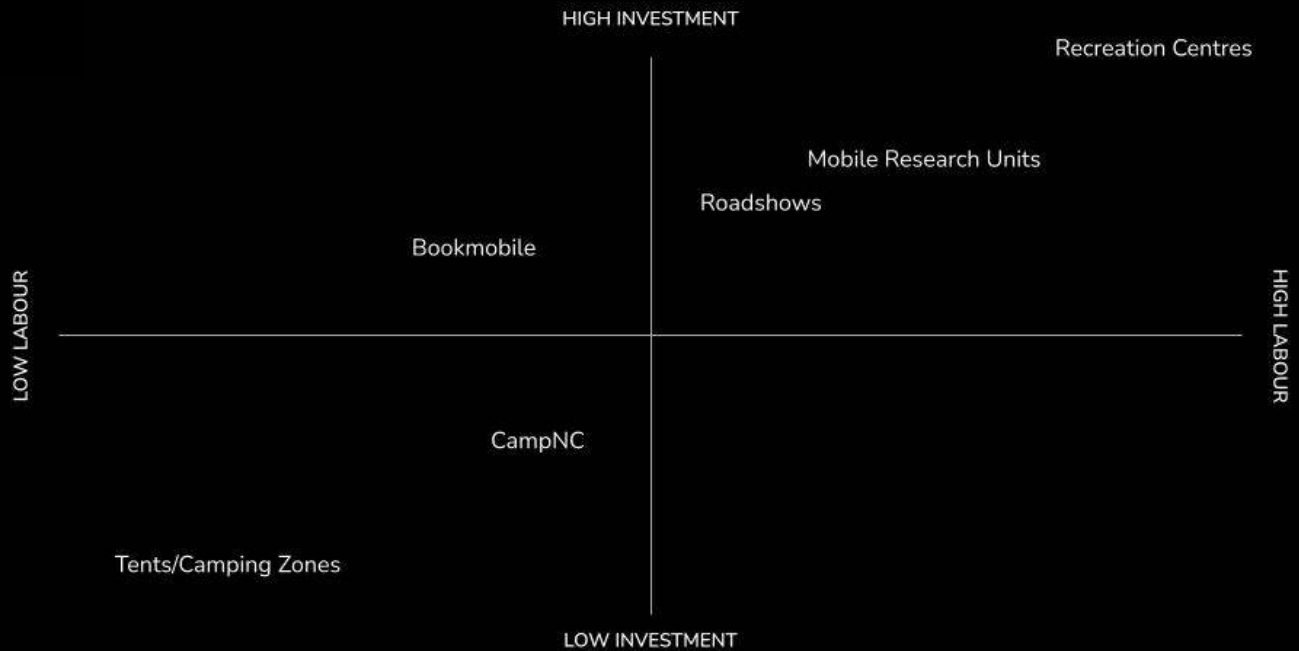 HIGH INVESTMENT
Recreation Centres
Mobile Research Units
Roadshows
Bookmobile
LOW LABOUR
HIGH LABOUR
CampNC
Tents/Camping Zones
LOW INVESTMENT